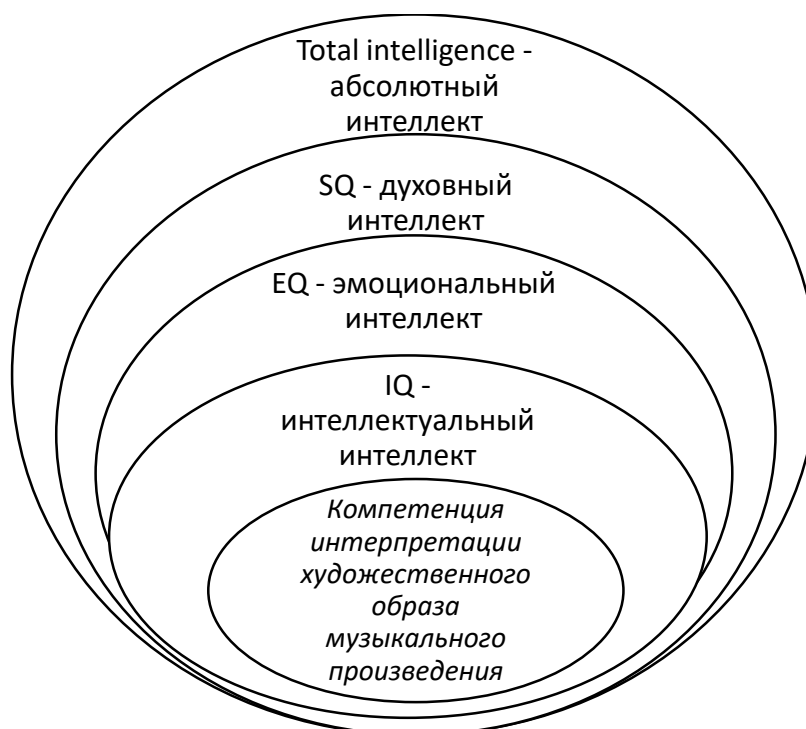 Total intelligence -
абсолютный
интеллект
SQ - духовный
интеллект
EQ - эмоциональный
интеллект
IQ -
интеллектуальный
интеллект
Компетенция
интерпретации
художественного
образа
музыкального
произведения